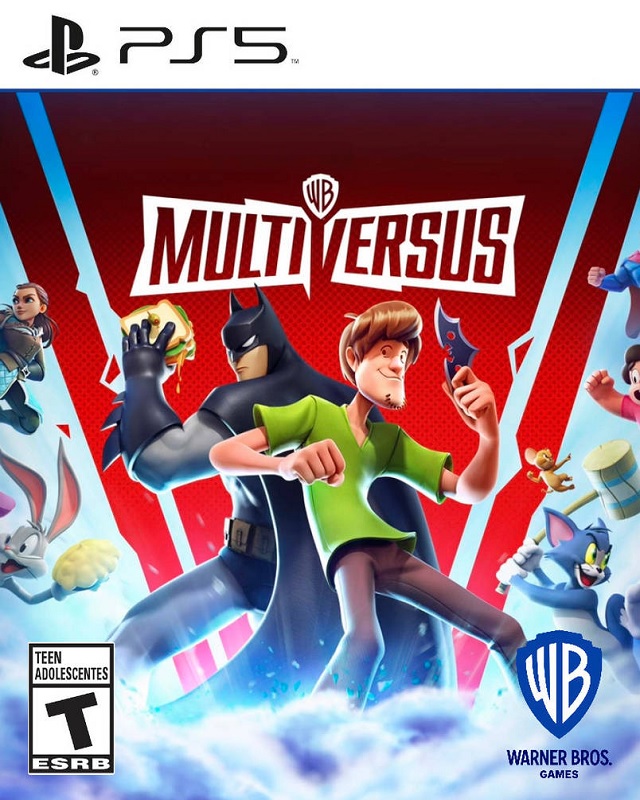 PS5
WB
MULTIVERSUS
TEEN
ADOLESCENTES
T
ESRB
WB
WARNER BROS.
GAMES